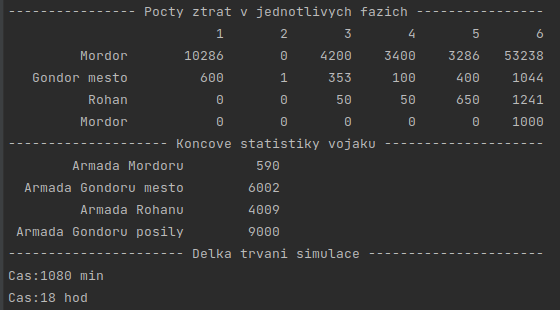 ---------------- Pocty ztrat v jednotlivych fazich ----------------
1 2 3 4 5 6
Mordor 10286 0 4200 3400 3286 53238
Gondor mesto 600 1 353 100 400 1044
Rohan 0 0 50 50 650 1241
Mordor 0 0 0 0 0 1000
-------------------- Koncove statistiky vojaku --------------------
Armada Mordoru 590
Armada Gondoru mesto 6002
Armada Rohanu 4009
Armada Gondoru posily 9000
---------------------- Delka trvani simulace ----------------------
Cas:1080 min
Cas:18 hod